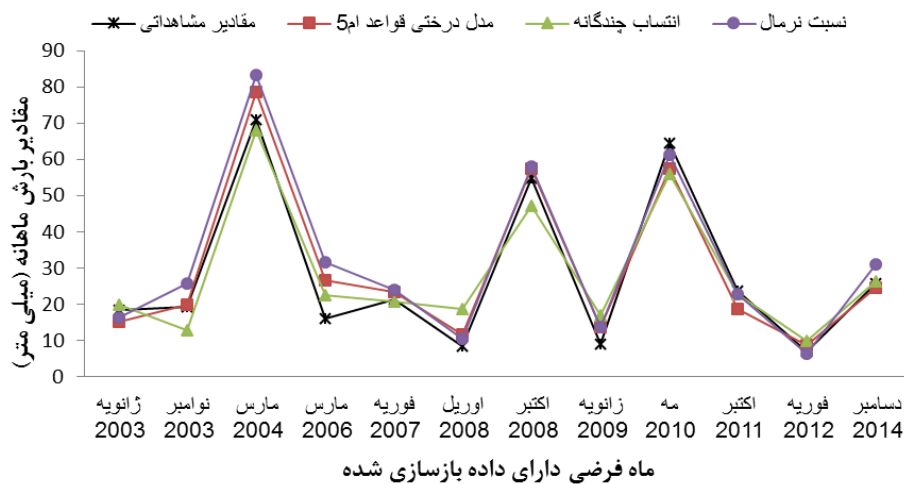 مقادیر مشاهداتی مدل درختی قواعد ام5 انتساب چندگانه نسبت نرمال
مقادیر بارش ماهانه (میلی متر)
90
80
70
60
50
40
30
20
10
0
ژانویه نوامبر مارس مارس فوریه اوریل اکتبر زانویه مه اکتبر فوریه دسامبر
2003 2003 2004 2006 2007 2008 2008 2009 2010 2011 2012 2014
ماه فرضی دارای داده بازسازی شده